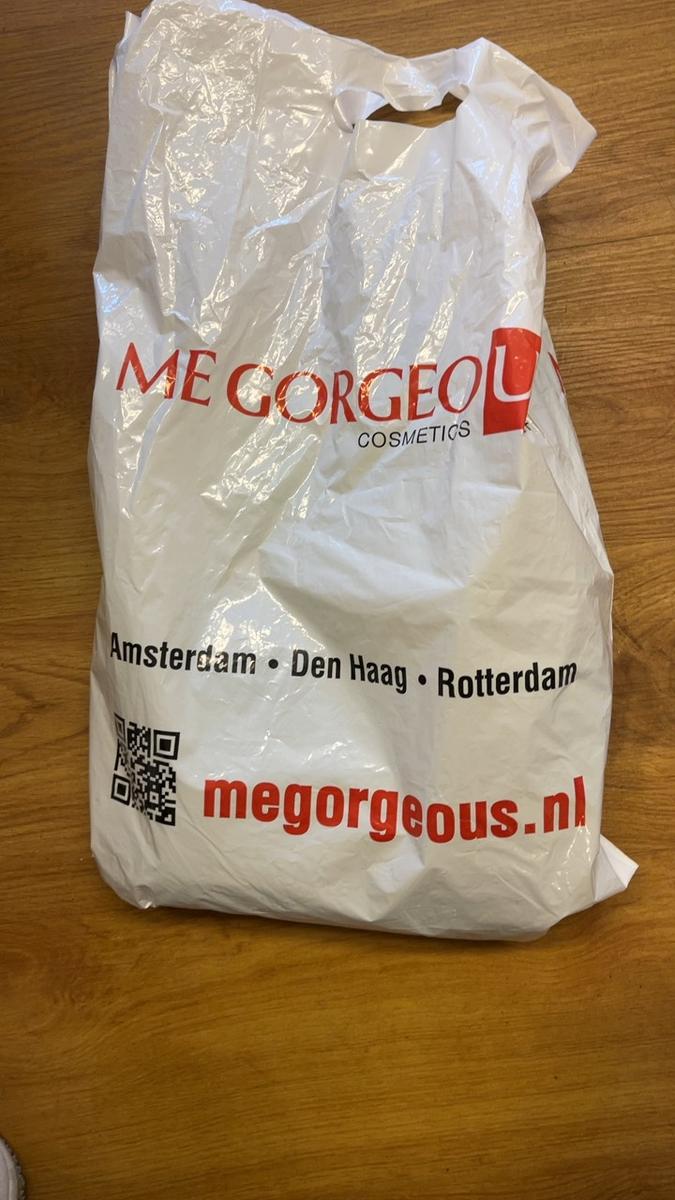 ME GORGEOU
COSMETICS
Amsterdam • Den Haag • Rotterdam
megorgeous.nl